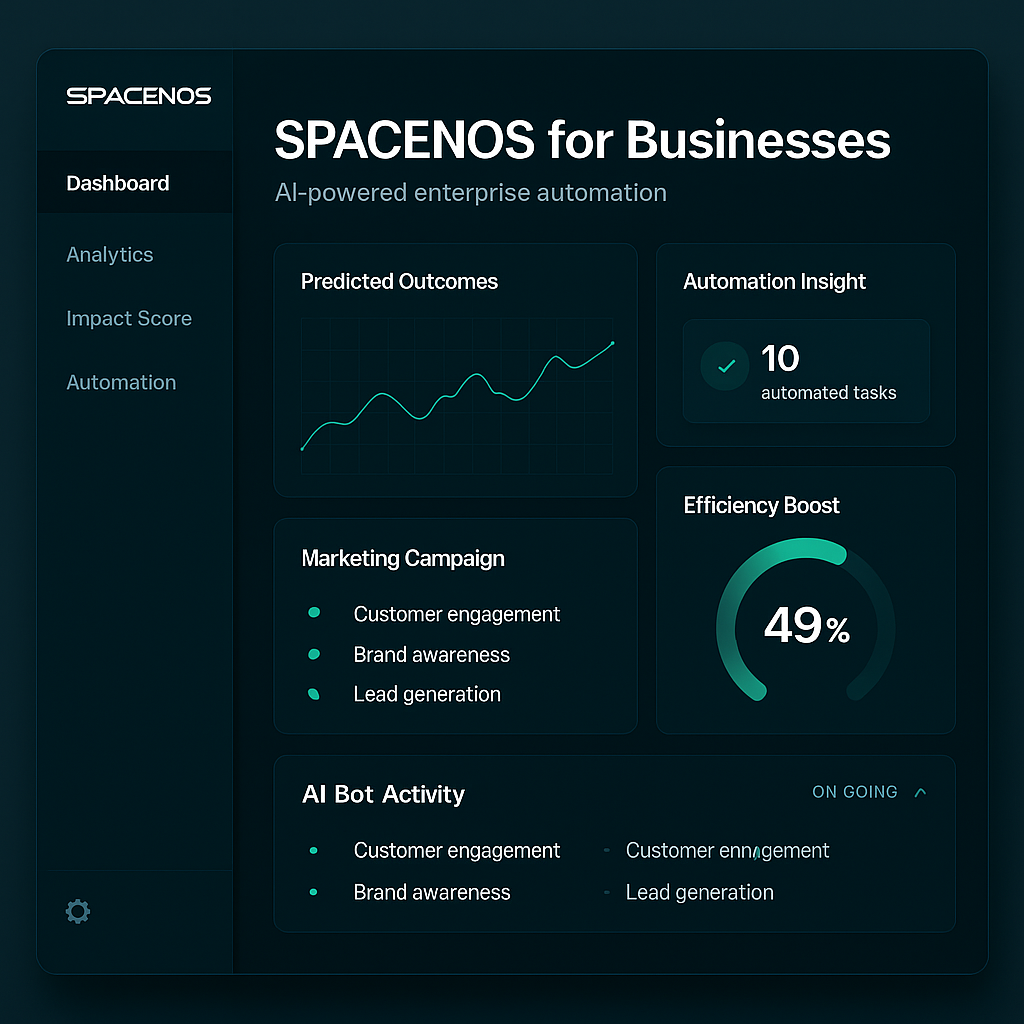 SPACENOS
Dashboard
Analytics
Impact Score
Automation
SPACENOS for Businesses
AI-powered enterprise automation
Predicted Outcomes
Automation Insight
10
automated tasks
Marketing Campaign
Customer engagement
Brand awareness
Lead generation
Efficiency Boost
49%
AI Bot Activity
ON GOING
Customer engagement
Brand awareness
Customer ennagement
Lead generation